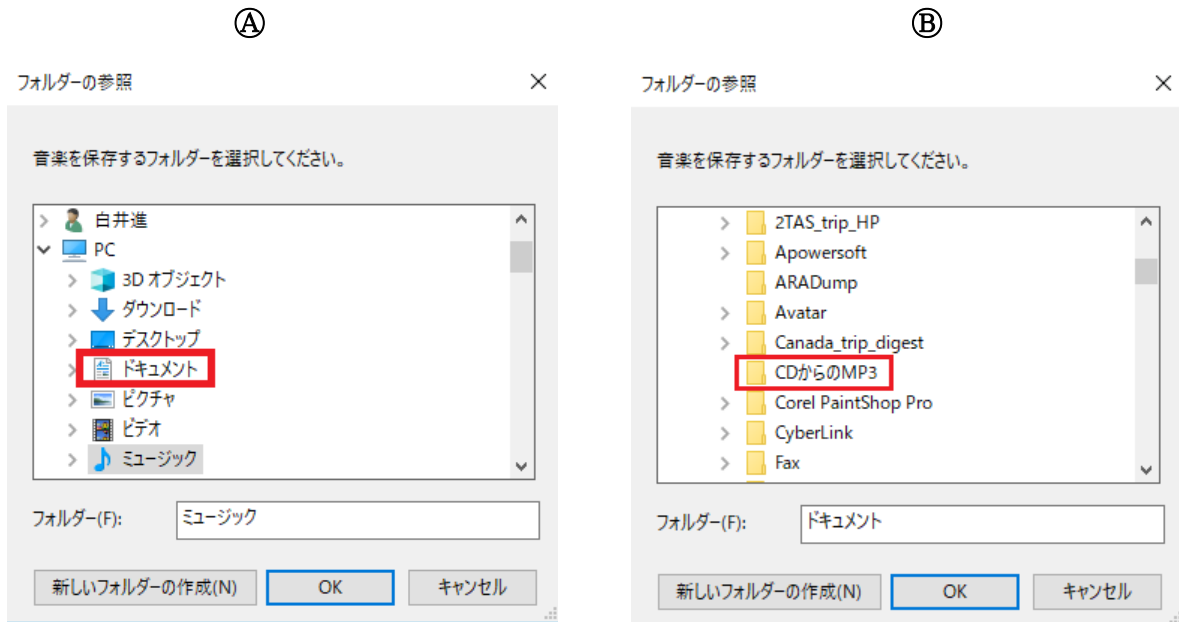 Ⓐ
フォルダーの参照
音楽を保存するフォルダーを選択してください。
白井進
PC
3D オブジェクト
ダウンロード
デスクトップ
ドキュメント
ピクチャ
ビデオ
ミュージック
フォルダー(F):
ミュージック
新しいフォルダーの作成(N)
OK
キャンセル
Ⓑ
フォルダーの参照
音楽を保存するフォルダーを選択してください。
2TAS_trip_HP
Apowersoft
ARADump
Avatar
Canada_trip_digest
CDからのMP3
Corel PaintShop Pro
CyberLink
Fax
フォルダー(F):
ドキュメント
新しいフォルダーの作成(N)
OK
キャンセル